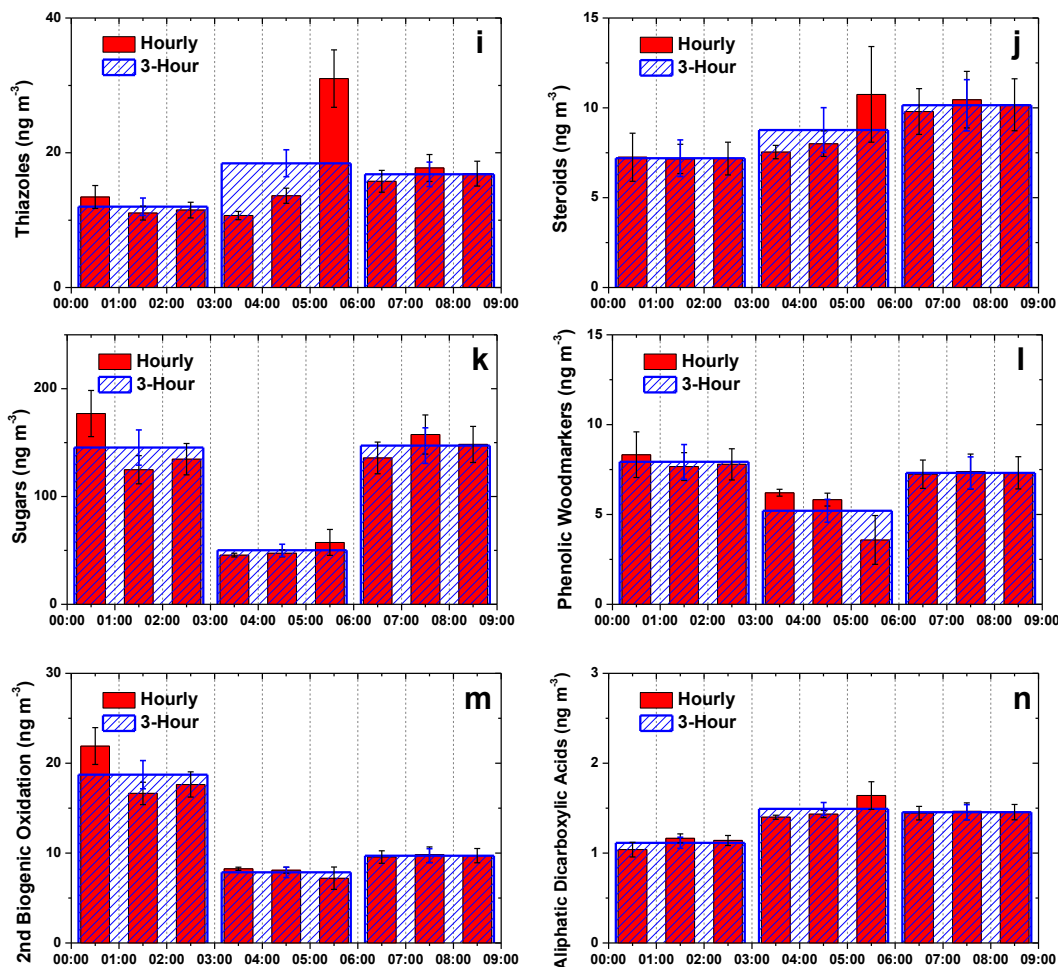 40
20
0
Thiazoles (ng m-3)
Hourly
3-Hour
i
00:00 01:00 02:00 03:00 04:00 05:00 06:00 07:00 08:00 09:00
15
10
5
0
Steroids (ng m-3)
Hourly
3-Hour
j
00:00 01:00 02:00 03:00 04:00 05:00 06:00 07:00 08:00 09:00
200
100
0
Sugars (ng m-3)
Hourly
3-Hour
k
00:00 01:00 02:00 03:00 04:00 05:00 06:00 07:00 08:00 09:00
15
10
5
0
Phenolic Woodmarkers (ng m-3)
Hourly
3-Hour
l
00:00 01:00 02:00 03:00 04:00 05:00 06:00 07:00 08:00 09:00
30
20
10
0
2nd Biogenic Oxidation (ng m-3)
Hourly
3-Hour
m
00:00 01:00 02:00 03:00 04:00 05:00 06:00 07:00 08:00 09:00
3
2
1
0
Aliphatic Dicarboxylic Acids (ng m-3)
Hourly
3-Hour
n
00:00 01:00 02:00 03:00 04:00 05:00 06:00 07:00 08:00 09:00